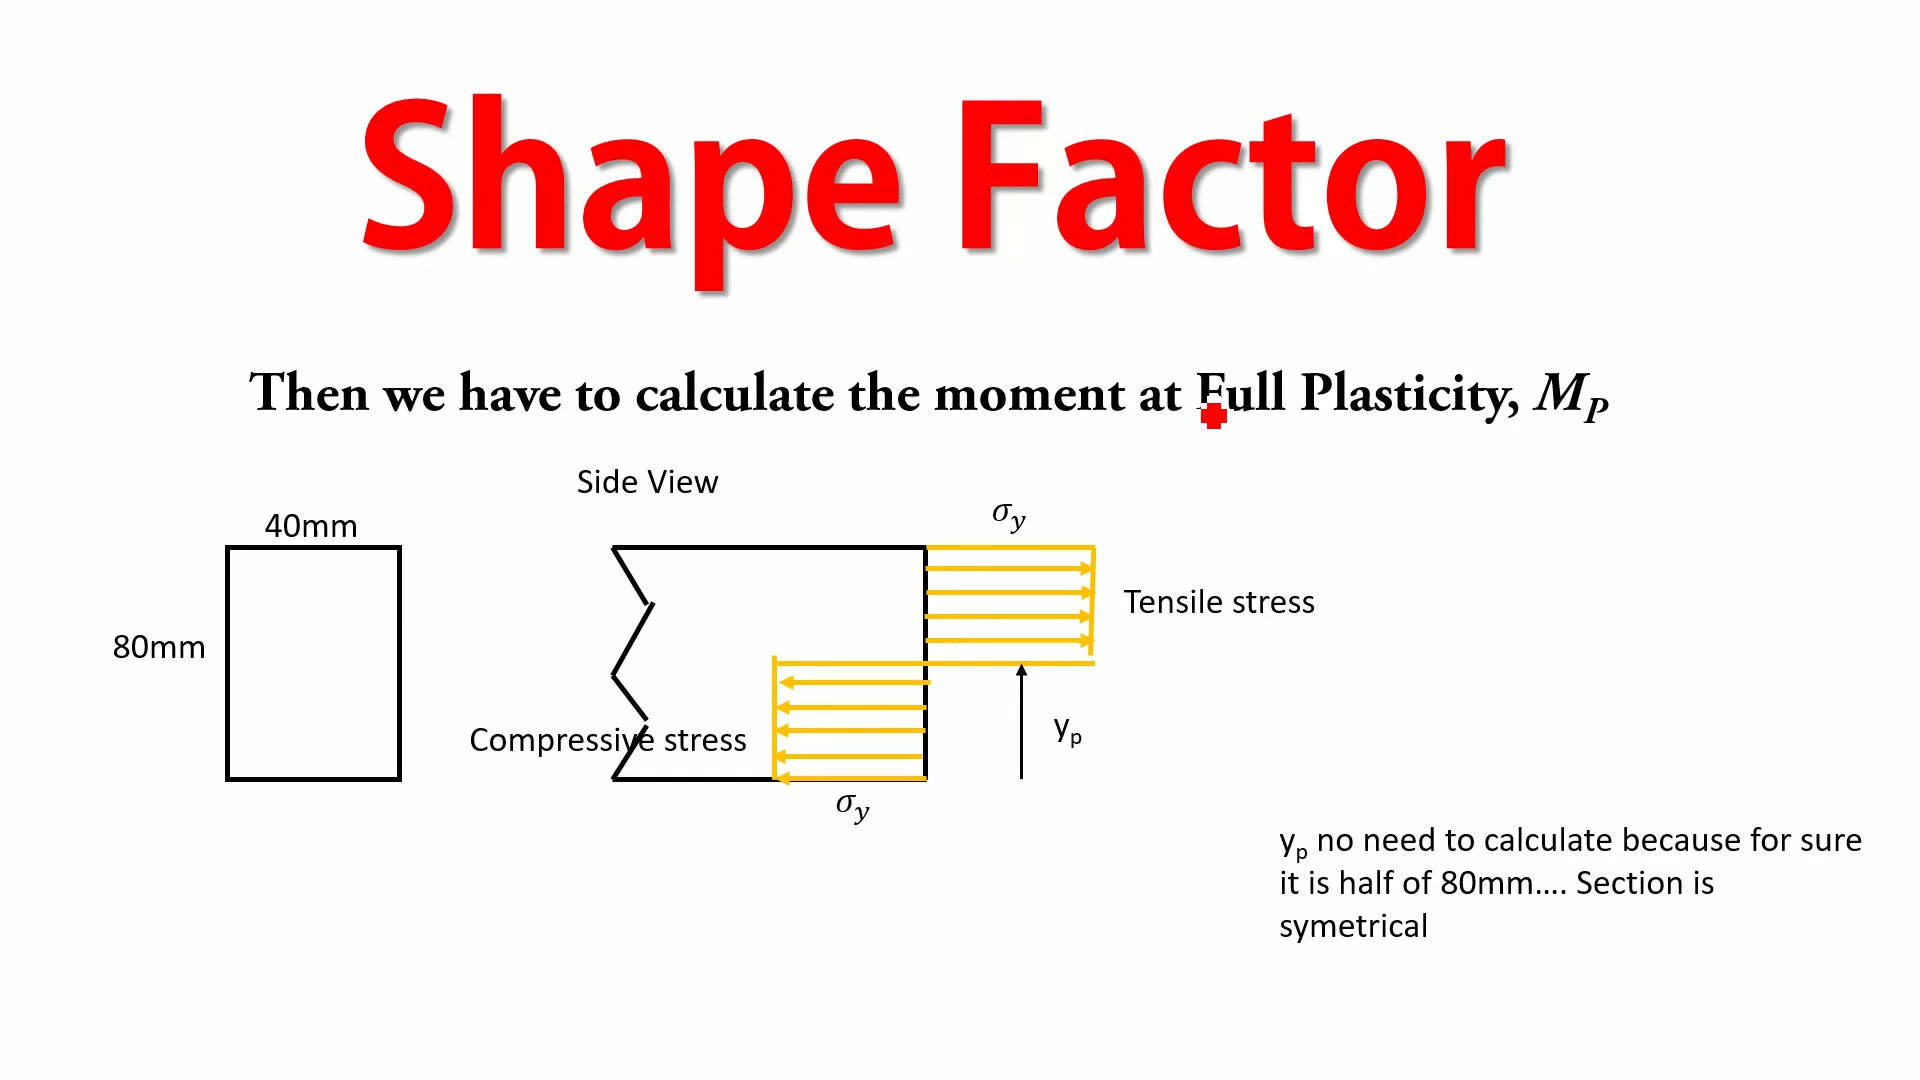 Shape Factor
Then we have to calculate the moment at Full Plasticity, M_P
Side View
40mm
σ_y
80mm
Tensile stress
Compressive stress
y_p
σ_y
y_p no need to calculate because for sure
it is half of 80mm.... Section is
symetrical